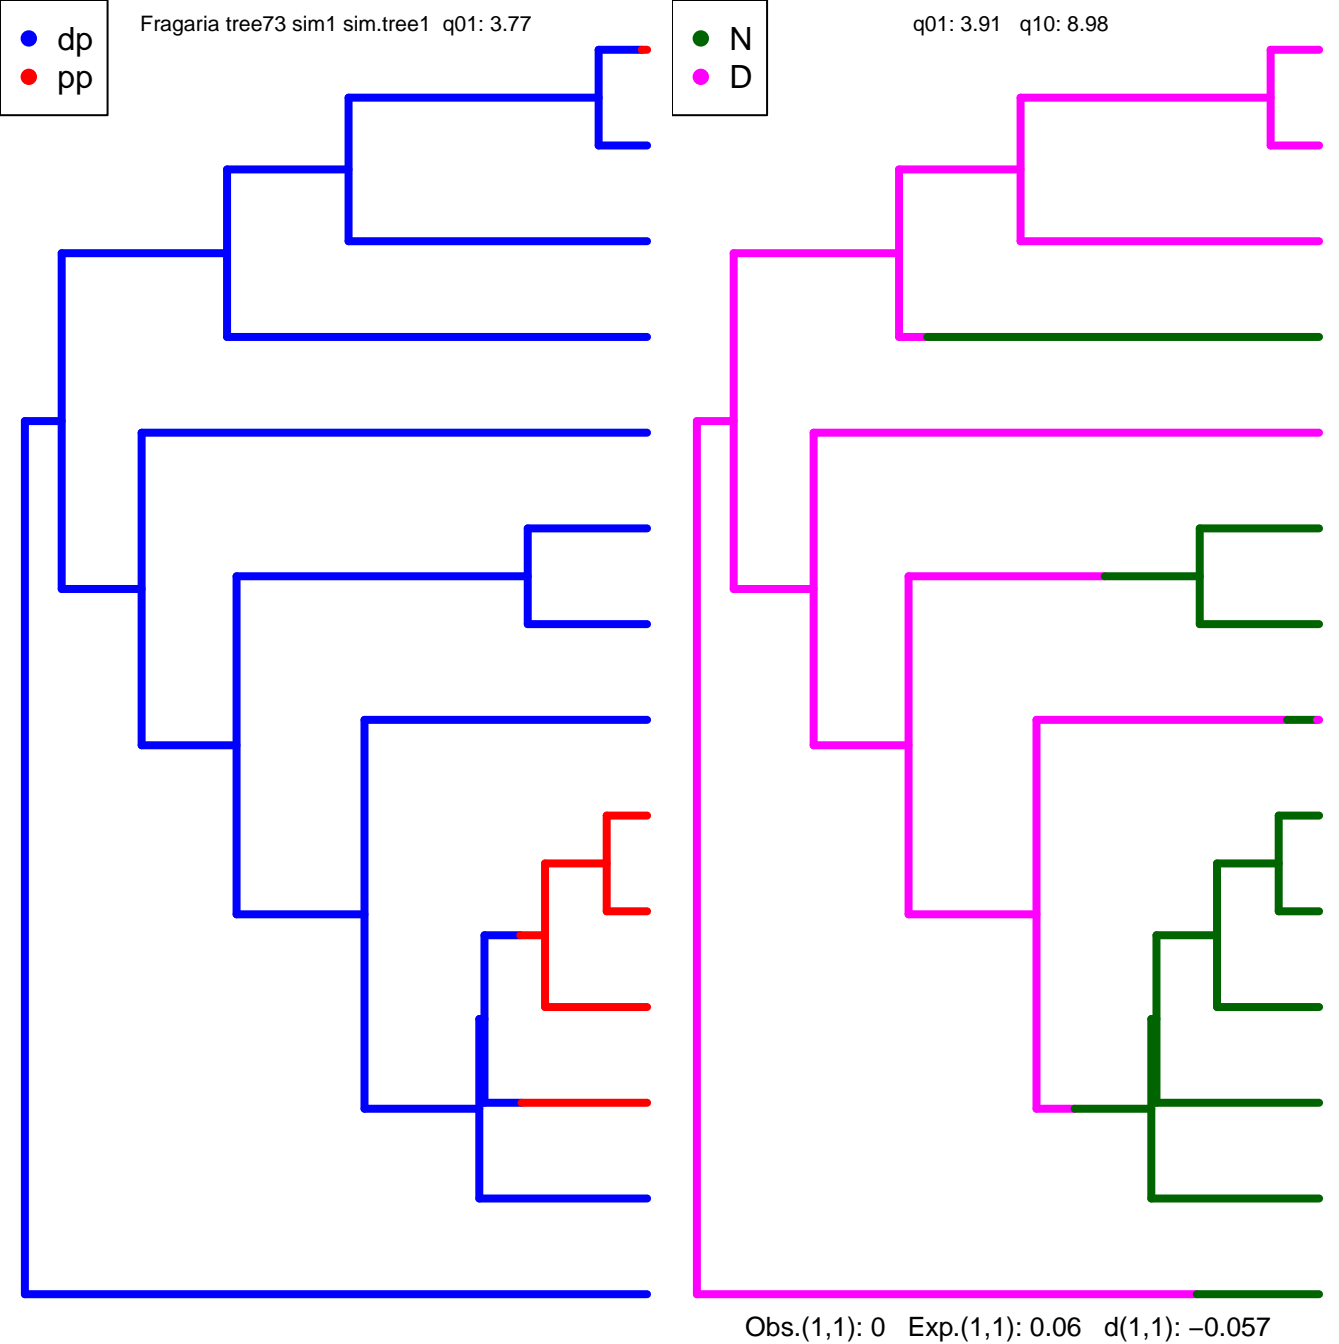 dp
pp
Fragaria tree73 sim1 sim.tree1 q01: 3.77
N
D
q01: 3.91 q10: 8.98
Obs.(1,1): 0 Exp.(1,1): 0.06 d(1,1): −0.057